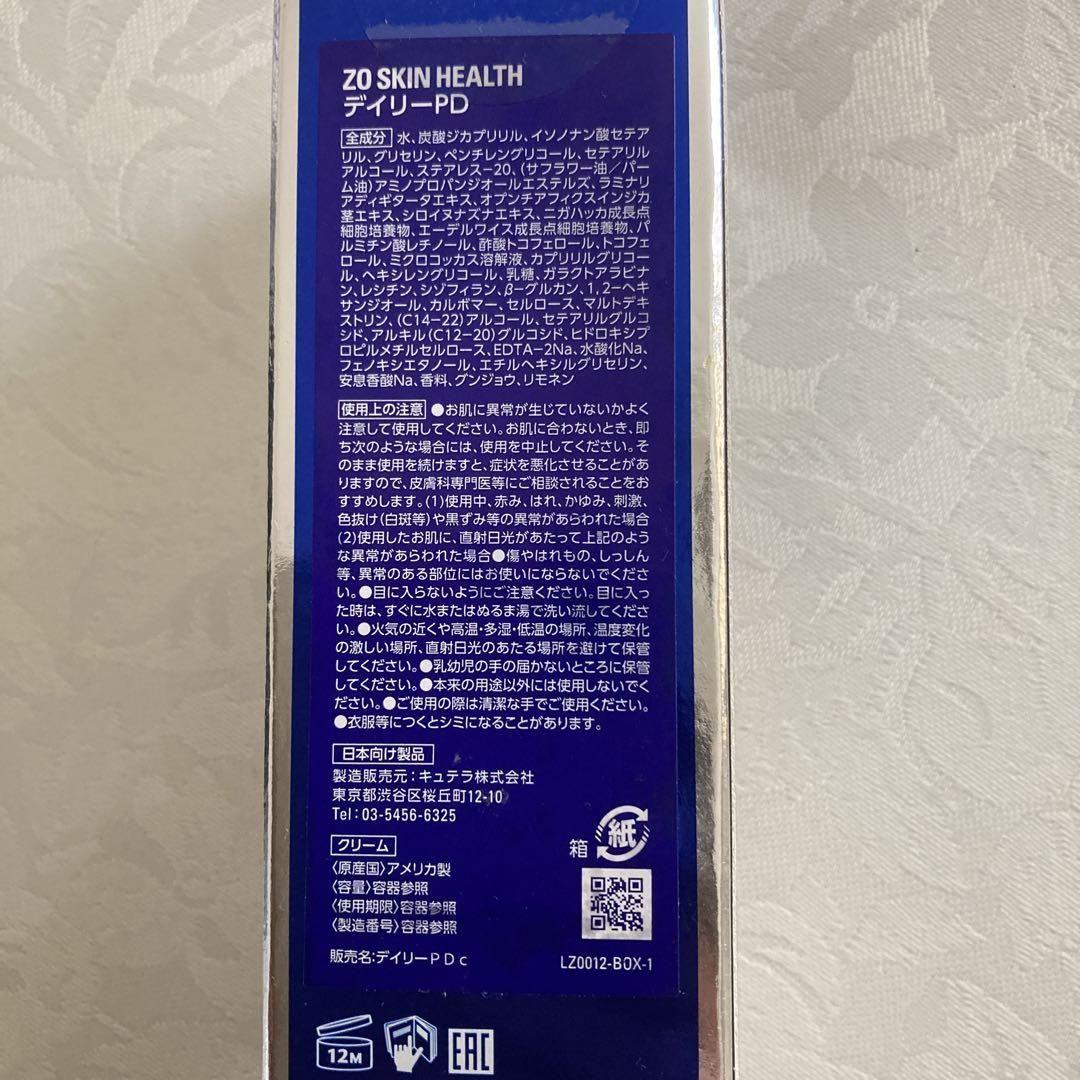 ZO SKIN HEALTH
デイリーPD
全成分 水、炭酸ジカプリリル、イソノナン酸セテア
リル、グリセリン、ペンチレングリコール、セテアリル
アルコール、ステアレス-20、(サフラワー油/パー
ム油)アミノプロパンジオールエステルズ、ラミナリ
アディギタータエキス、オプンチアフィクスインジカ
茎エキス、シロイヌナズナエキス、ニガハッカ成長点
細胞培養物、エーデルワイス成長点細胞培養物、パ
ルミチン酸レチノール、酢酸トコフェロール、トコフェ
ロール、ミクロコッカス溶解液、カプリリルグリコー
ル、ヘキシレングリコール、乳糖、ガラクトアラビナ
ン、レシチン、シゾフィラン、β-グルカン、1,2-ヘキ
サンジオール、カルボマー、セルロース、マルトデキ
ストリン、(C14-22)アルコール、セテアリルグルコ
シド、アルキル(C12-20)グルコシド、ヒドロキシプ
ロピルメチルセルロース、EDTA-2Na、水酸化Na、
フェノキシエタノール、エチルヘキシルグリセリン、
安息香酸Na、香料、グンジョウ、リモネン
使用上の注意 ●お肌に異常が生じていないかよく
注意して使用してください。お肌に合わないとき、即
ち次のような場合には、使用を中止してください。そ
のまま使用を続けますと、症状を悪化させることがあ
りますので、皮膚科専門医等にご相談されることをお
すすめします。(1)使用中、赤み、はれ、かゆみ、刺激、
色抜け(白斑等)や黒ずみ等の異常があらわれた場合
(2)使用したお肌に、直射日光があたって上記のよう
な異常があらわれた場合●傷やはれもの、しっしん
等、異常のある部位にはお使いにならないでくださ
い。●目に入らないようにご注意ください。目に入っ
た時は、すぐに水またはぬるま湯で洗い流してくださ
い。●火気の近くや高温・多湿・低温の場所、温度変化
の激しい場所、直射日光のあたる場所を避けて保管
してください。●乳幼児の手の届かないところに保管
してください。●本来の用途以外には使用しないでく
ださい。●ご使用の際は清潔な手でご使用ください。
●衣服等につくとシミになることがあります。
日本向け製品
製造販売元:キュテラ株式会社
東京都渋谷区桜丘町12-10
Tel:03-5456-6325
箱 紙
クリーム
〈原産国〉アメリカ製
〈容量〉容器参照
〈使用期限〉容器参照
〈製造番号〉容器参照
販売名:デイリーPDc
LZ0012-BOX-1
12M
EAC